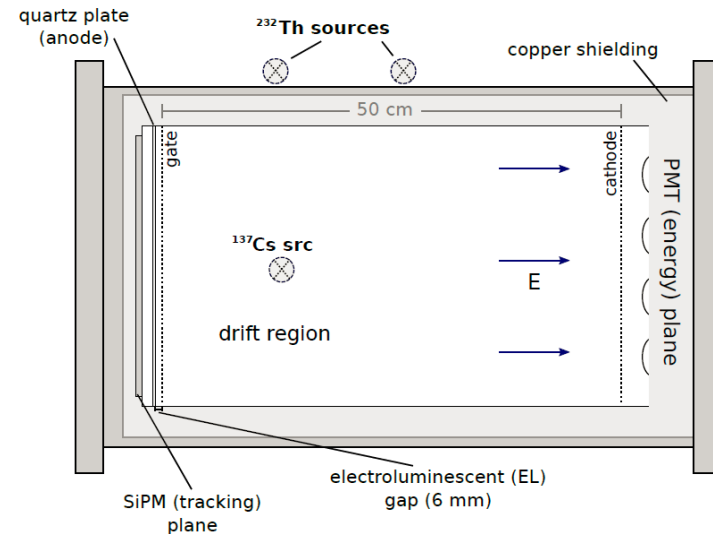 quartz plate
(anode)
²³²Th sources
copper shielding
50 cm
gate
cathode
¹³⁷Cs src
E
drift region
PMT (energy) plane
electroluminescent (EL)
gap (6 mm)
SiPM (tracking)
plane